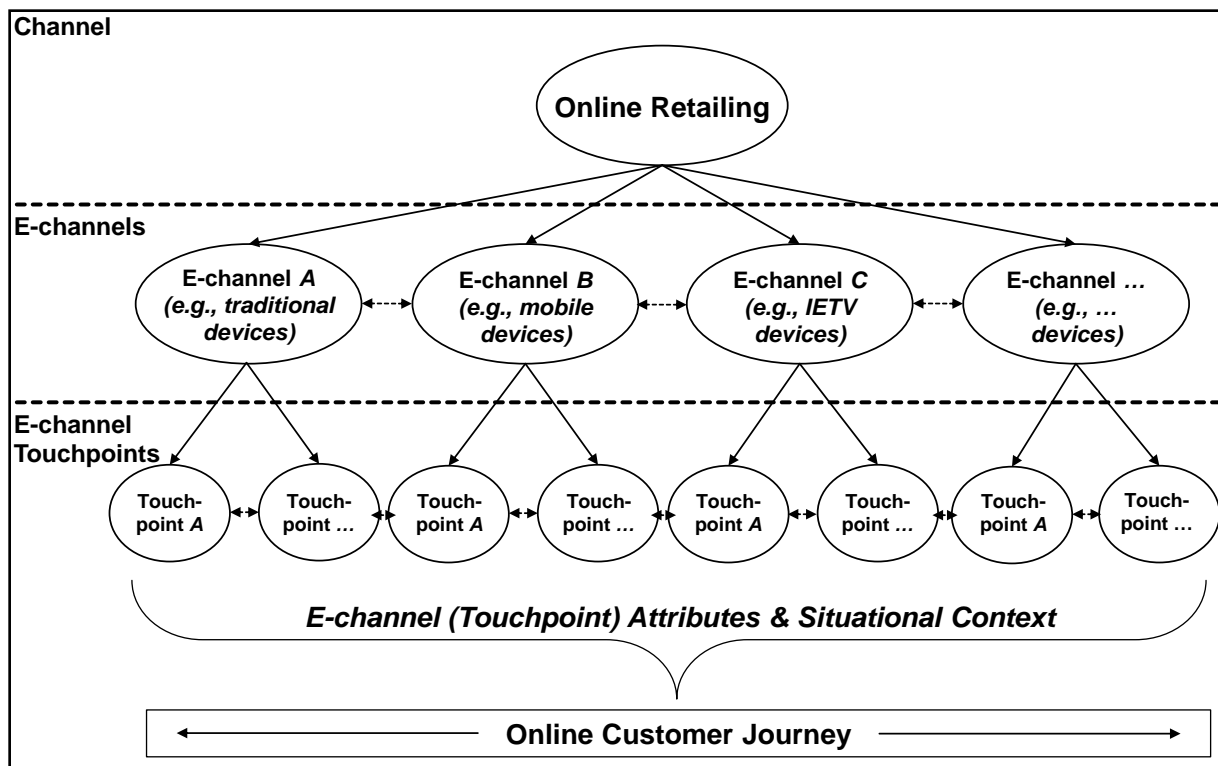 Channel
Online Retailing
E-channels
E-channel A
(e.g., traditional
devices)
E-channel B
(e.g., mobile
devices)
E-channel C
(e.g., IETV
devices)
E-channel …
(e.g., …
devices)
E-channel
Touchpoints
Touch-
point A
Touch-
point …
Touch-
point A
Touch-
point …
Touch-
point A
Touch-
point …
Touch-
point A
Touch-
point …
E-channel (Touchpoint) Attributes & Situational Context
Online Customer Journey